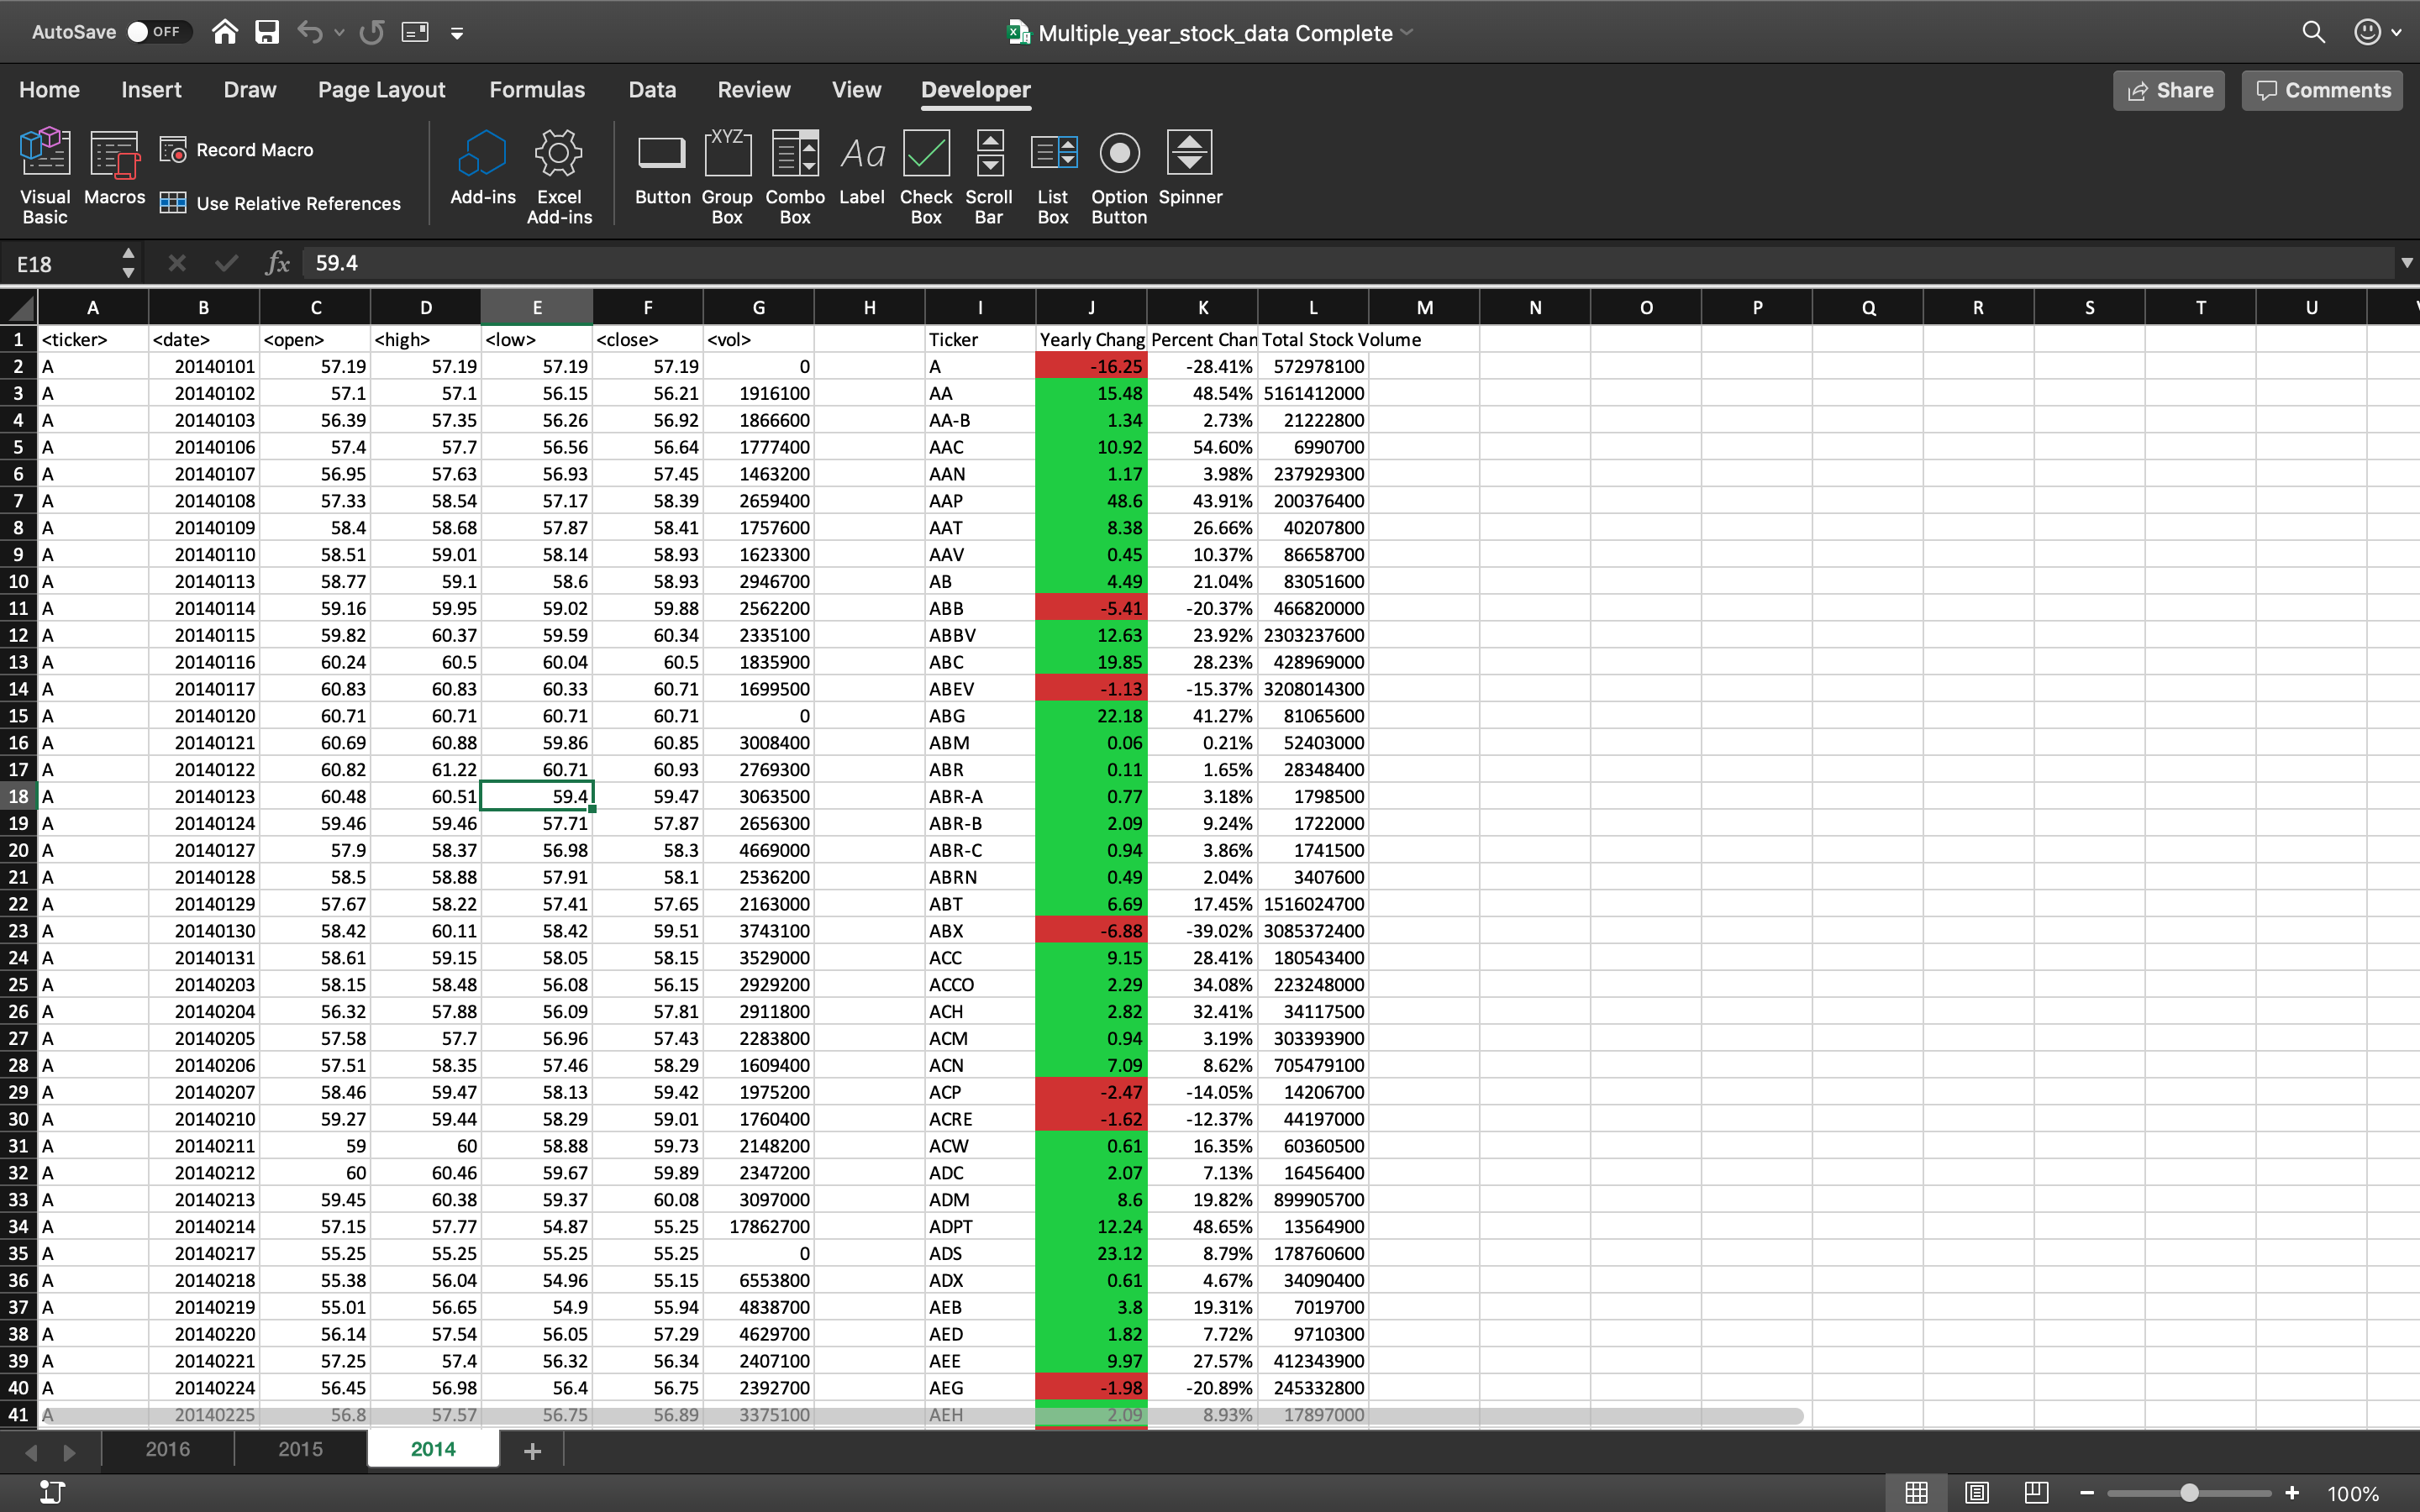 AutoSave OFF Multiple_year_stock_data Complete
Home Insert Draw Page Layout Formulas Data Review View Developer Share Comments
Visual Basic Macros Record Macro Use Relative References Add-ins Excel Add-ins Button XYZ Group Box Combo Box Aa Label Check Box Scroll Bar List Box Option Button Spinner
E18 fx 59.4
A B C D E F G H I J K L M N O P Q R S T U
1 <ticker> <date> <open> <high> <low> <close> <vol> Ticker Yearly Chang Percent Chan Total Stock Volume
2 A 20140101 57.19 57.19 57.19 57.19 0 A -16.25 -28.41% 572978100
3 A 20140102 57.1 57.1 56.15 56.21 1916100 AA 15.48 48.54% 5161412000
4 A 20140103 56.39 57.35 56.26 56.92 1866600 AA-B 1.34 2.73% 21222800
5 A 20140106 57.4 57.7 56.56 56.64 1777400 AAC 10.92 54.60% 6990700
6 A 20140107 56.95 57.63 56.93 57.45 1463200 AAN 1.17 3.98% 237929300
7 A 20140108 57.33 58.54 57.17 58.39 2659400 AAP 48.6 43.91% 200376400
8 A 20140109 58.4 58.68 57.87 58.41 1757600 AAT 8.38 26.66% 40207800
9 A 20140110 58.51 59.01 58.14 58.93 1623300 AAV 0.45 10.37% 86658700
10 A 20140113 58.77 59.1 58.6 58.93 2946700 AB 4.49 21.04% 83051600
11 A 20140114 59.16 59.95 59.02 59.88 2562200 ABB -5.41 -20.37% 466820000
12 A 20140115 59.82 60.37 59.59 60.34 2335100 ABBV 12.63 23.92% 2303237600
13 A 20140116 60.24 60.5 60.04 60.5 1835900 ABC 19.85 28.23% 428969000
14 A 20140117 60.83 60.83 60.33 60.71 1699500 ABEV -1.13 -15.37% 3208014300
15 A 20140120 60.71 60.71 60.71 60.71 0 ABG 22.18 41.27% 81065600
16 A 20140121 60.69 60.88 59.86 60.85 3008400 ABM 0.06 0.21% 52403000
17 A 20140122 60.82 61.22 60.71 60.93 2769300 ABR 0.11 1.65% 28348400
18 A 20140123 60.48 60.51 59.4 59.47 3063500 ABR-A 0.77 3.18% 1798500
19 A 20140124 59.46 59.46 57.71 57.87 2656300 ABR-B 2.09 9.24% 1722000
20 A 20140127 57.9 58.37 56.98 58.3 4669000 ABR-C 0.94 3.86% 1741500
21 A 20140128 58.5 58.88 57.91 58.1 2536200 ABRN 0.49 2.04% 3407600
22 A 20140129 57.67 58.22 57.41 57.65 2163000 ABT 6.69 17.45% 1516024700
23 A 20140130 58.42 60.11 58.42 59.51 3743100 ABX -6.88 -39.02% 3085372400
24 A 20140131 58.61 59.15 58.05 58.15 3529000 ACC 9.15 28.41% 180543400
25 A 20140203 58.15 58.48 56.08 56.15 2929200 ACCO 2.29 34.08% 223248000
26 A 20140204 56.32 57.88 56.09 57.81 2911800 ACH 2.82 32.41% 34117500
27 A 20140205 57.58 57.7 56.96 57.43 2283800 ACM 0.94 3.19% 303393900
28 A 20140206 57.51 58.35 57.46 58.29 1609400 ACN 7.09 8.62% 705479100
29 A 20140207 58.46 59.47 58.13 59.42 1975200 ACP -2.47 -14.05% 14206700
30 A 20140210 59.27 59.44 58.29 59.01 1760400 ACRE -1.62 -12.37% 44197000
31 A 20140211 59 60 58.88 59.73 2148200 ACW 0.61 16.35% 60360500
32 A 20140212 60 60.46 59.67 59.89 2347200 ADC 2.07 7.13% 16456400
33 A 20140213 59.45 60.38 59.37 60.08 3097000 ADM 8.6 19.82% 899905700
34 A 20140214 57.15 57.77 54.87 55.25 17862700 ADPT 12.24 48.65% 13564900
35 A 20140217 55.25 55.25 55.25 55.25 0 ADS 23.12 8.79% 178760600
36 A 20140218 55.38 56.04 54.96 55.15 6553800 ADX 0.61 4.67% 34090400
37 A 20140219 55.01 56.65 54.9 55.94 4838700 AEB 3.8 19.31% 7019700
38 A 20140220 56.14 57.54 56.05 57.29 4629700 AED 1.82 7.72% 9710300
39 A 20140221 57.25 57.4 56.32 56.34 2407100 AEE 9.97 27.57% 412343900
40 A 20140224 56.45 56.98 56.4 56.75 2392700 AEG -1.98 -20.89% 245332800
41 A 20140225 56.8 57.57 56.75 56.89 3375100 AEH 2.09 8.93% 17897000
2016 2015 2014 +
100%